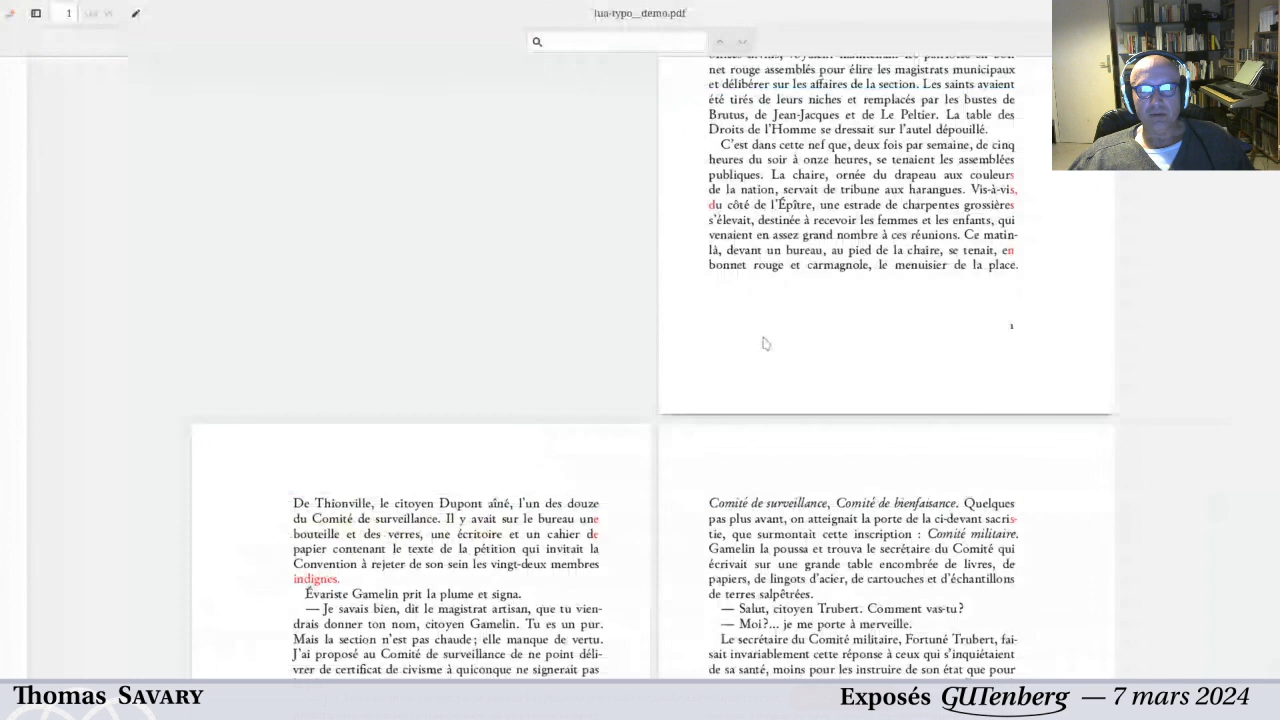 1
lua-typo_demo.pdf
net rouge assemblés pour élire les magistrats municipaux
et délibérer sur les affaires de la section. Les saints avaient
été tirés de leurs niches et remplacés par les bustes de
Brutus, de Jean-Jacques et de Le Peltier. La table des
Droits de l'Homme se dressait sur l'autel dépouillé.
C'est dans cette nef que, deux fois par semaine, de cinq
heures du soir à onze heures, se tenaient les assemblées
publiques. La chaire, ornée du drapeau aux couleurs
de la nation, servait de tribune aux harangues. Vis-à-vis,
du côté de l'Épître, une estrade de charpentes grossières
s'élevait, destinée à recevoir les femmes et les enfants, qui
venaient en assez grand nombre à ces réunions. Ce matin-
là, devant un bureau, au pied de la chaire, se tenait, en
bonnet rouge et carmagnole, le menuisier de la place.
1
De Thionville, le citoyen Dupont aîné, l'un des douze
du Comité de surveillance. Il y avait sur le bureau une
bouteille et des verres, une écritoire et un cahier de
papier contenant le texte de la pétition qui invitait la
Convention à rejeter de son sein les vingt-deux membres
indignes.
Évariste Gamelin prit la plume et signa.
— Je savais bien, dit le magistrat artisan, que tu vien-
drais donner ton nom, citoyen Gamelin. Tu es un pur.
Mais la section n'est pas chaude ; elle manque de vertu.
J'ai proposé au Comité de surveillance de ne point déli-
vrer de certificat de civisme à quiconque ne signerait pas
Comité de surveillance, Comité de bienfaisance. Quelques
pas plus avant, on atteignait la porte de la ci-devant sacris-
tie, que surmontait cette inscription : Comité militaire.
Gamelin la poussa et trouva le secrétaire du Comité qui
écrivait sur une grande table encombrée de livres, de
papiers, de lingots d'acier, de cartouches et d'échantillons
de terres salpêtrées.
— Salut, citoyen Trubert. Comment vas-tu ?
— Moi ?... je me porte à merveille.
Le secrétaire du Comité militaire, Fortuné Trubert, fai-
sait invariablement cette réponse à ceux qui s'inquiétaient
de sa santé, moins pour les instruire de son état que pour
Thomas SAVARY
Exposés GUTenberg — 7 mars 2024